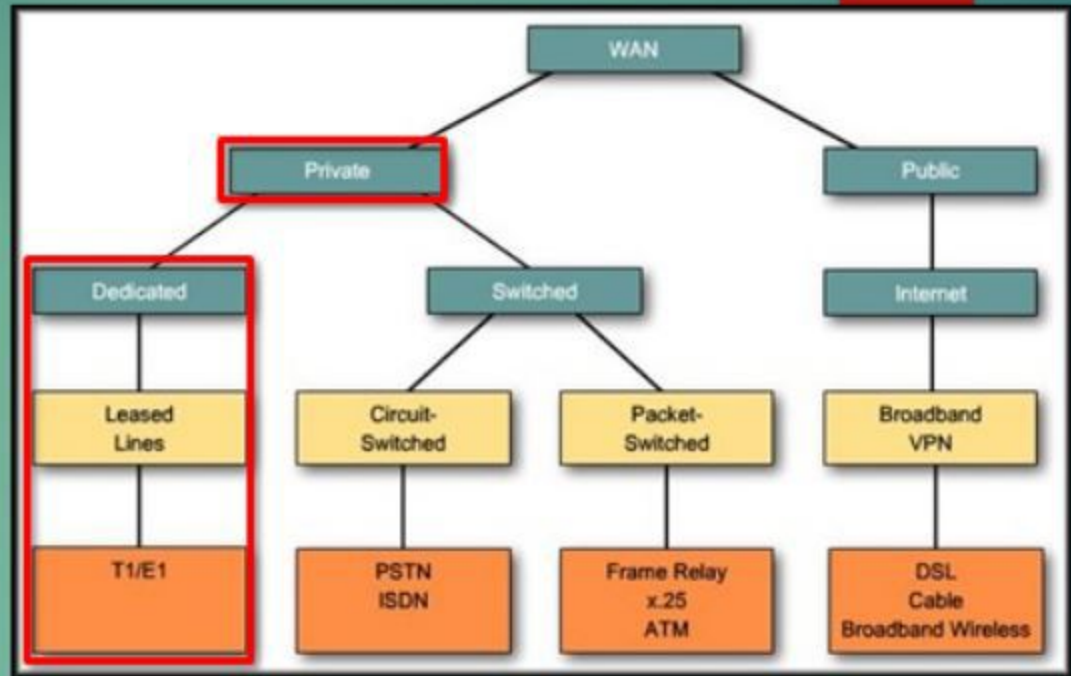 WAN
Private
Public
Dedicated
Switched
Internet
Leased
Lines
Circuit-
Switched
Packet-
Switched
Broadband
VPN
T1/E1
PSTN
ISDN
Frame Relay
x.25
ATM
DSL
Cable
Broadband Wireless